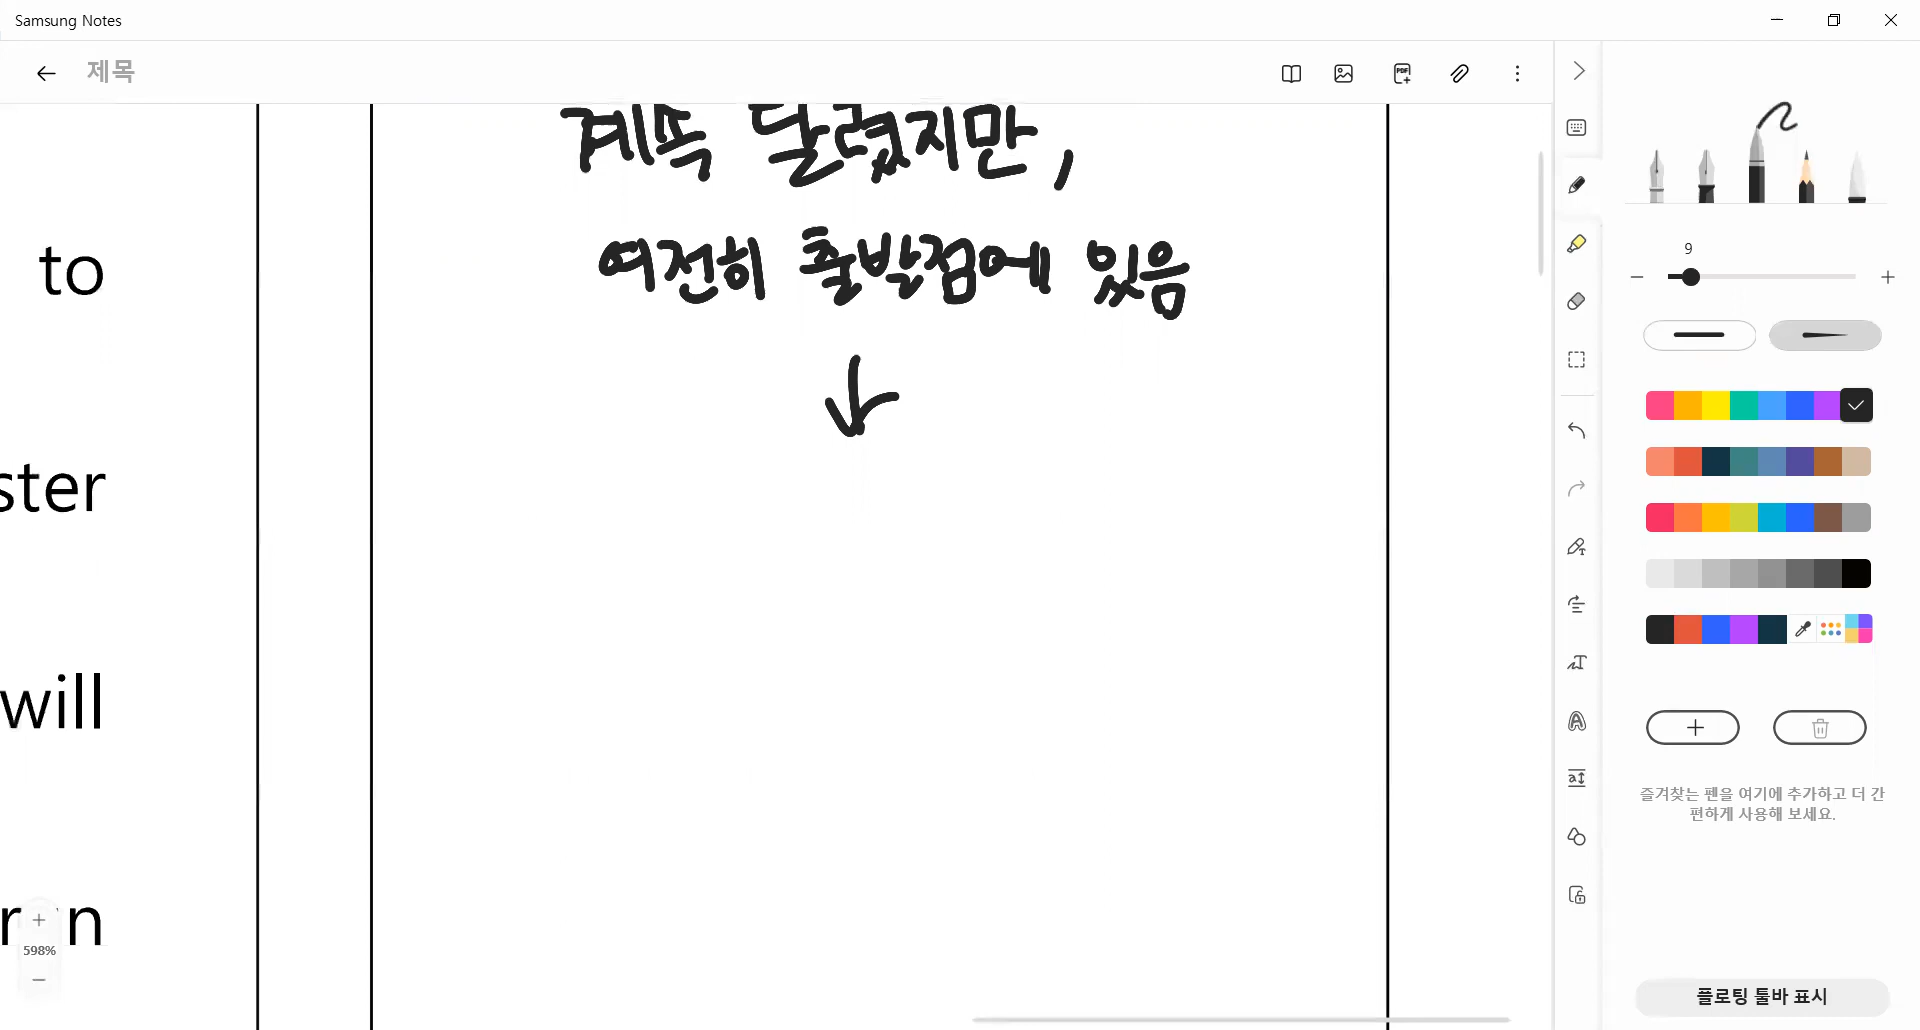 Samsung Notes
제목
계속 달렸지만,
여전히 출발점에 있음
to
ster
will
n
598%
9
즐겨찾는 펜을 여기에 추가하고 더 간
편하게 사용해 보세요.
플로팅 툴바 표시